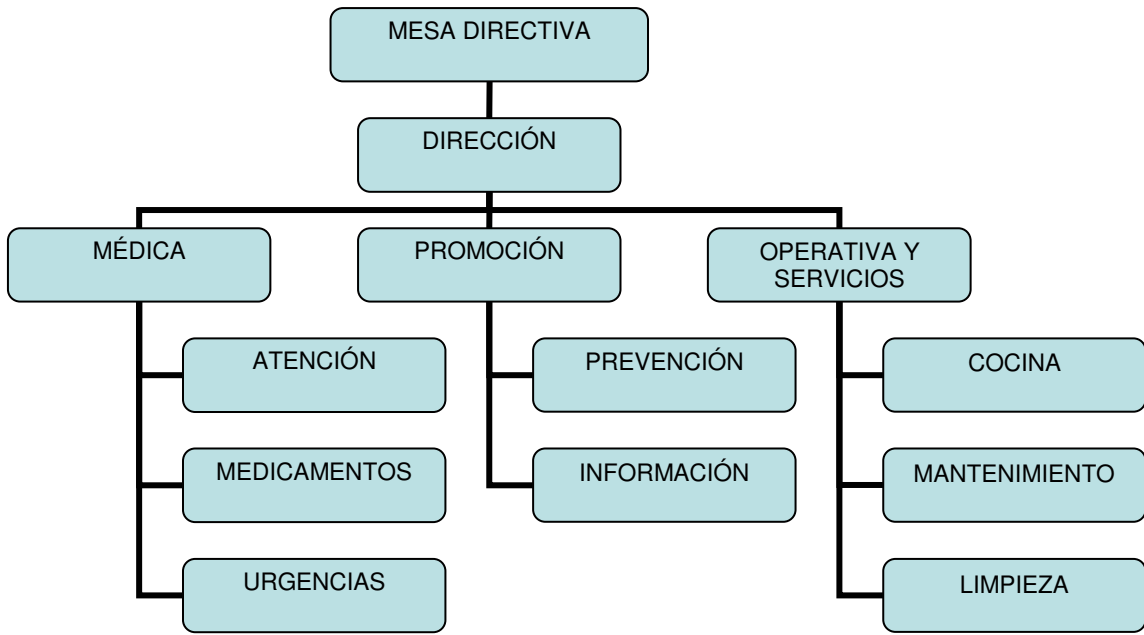 MESA DIRECTIVA
DIRECCIÓN
MÉDICA
PROMOCIÓN
OPERATIVA Y
SERVICIOS
ATENCIÓN
PREVENCIÓN
COCINA
MEDICAMENTOS
INFORMACIÓN
MANTENIMIENTO
URGENCIAS
LIMPIEZA